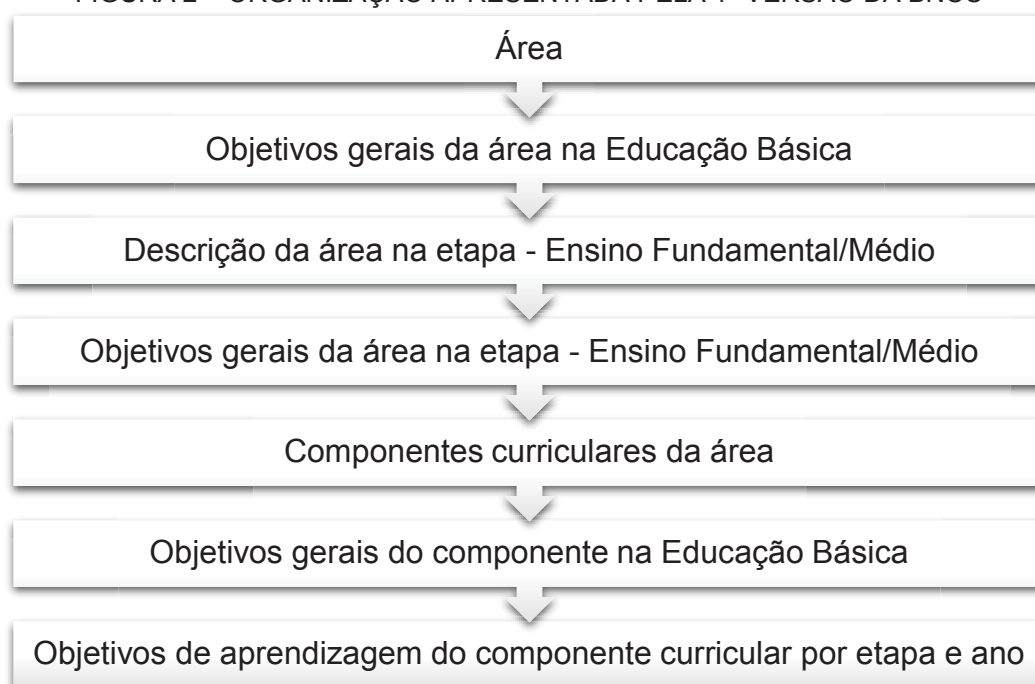 Área
Objetivos gerais da área na Educação Básica
Descrição da área na etapa - Ensino Fundamental/Médio
Objetivos gerais da área na etapa - Ensino Fundamental/Médio
Componentes curriculares da área
Objetivos gerais do componente na Educação Básica
Objetivos de aprendizagem do componente curricular por etapa e ano